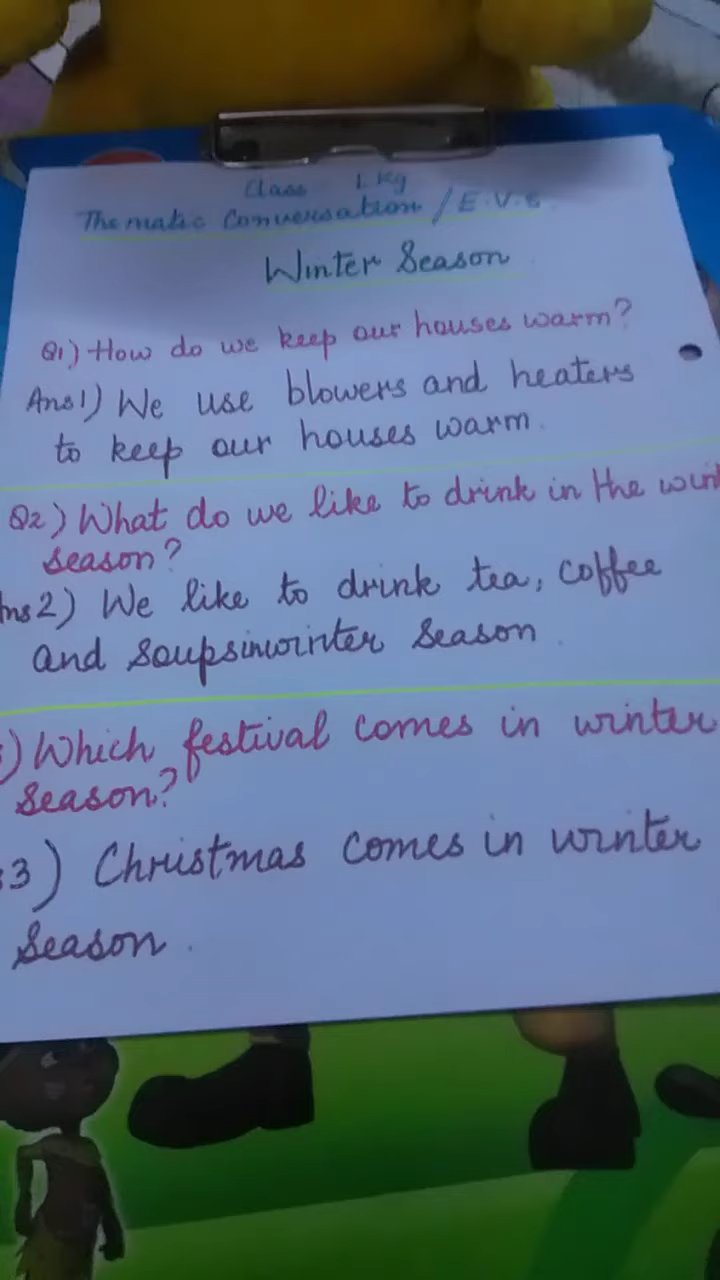 Class L Kg
Thematic Conversation / E.V.S
Winter Season
Q1) How do we keep our houses warm?
Ans1) We use blowers and heaters
to keep our houses warm.
Q2) What do we like to drink in the wint
season?
ns2) We like to drink tea, coffee
and soupsinwinter season.
) Which festival comes in winter
season?
3) Christmas comes in winter
season.